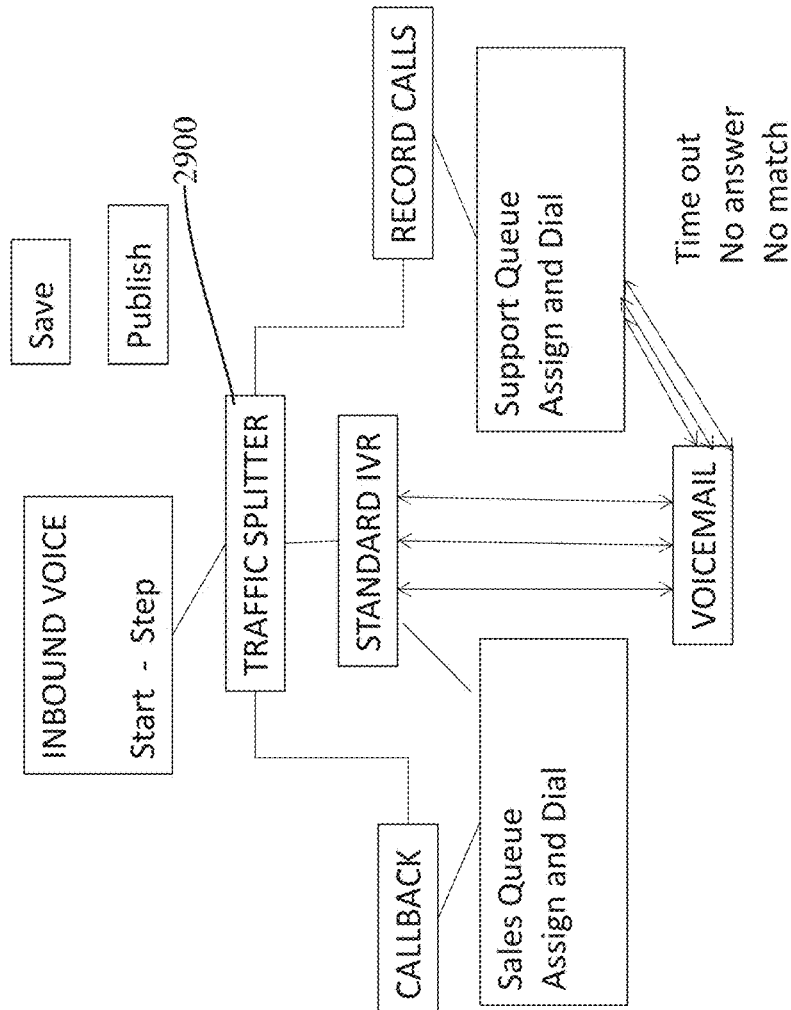 Save
Publish
INBOUND VOICE
Start - Step
2900
TRAFFIC SPLITTER
CALLBACK
STANDARD IVR
RECORD CALLS
Sales Queue
Assign and Dial
Support Queue
Assign and Dial
VOICEMAIL
Time out
No answer
No match